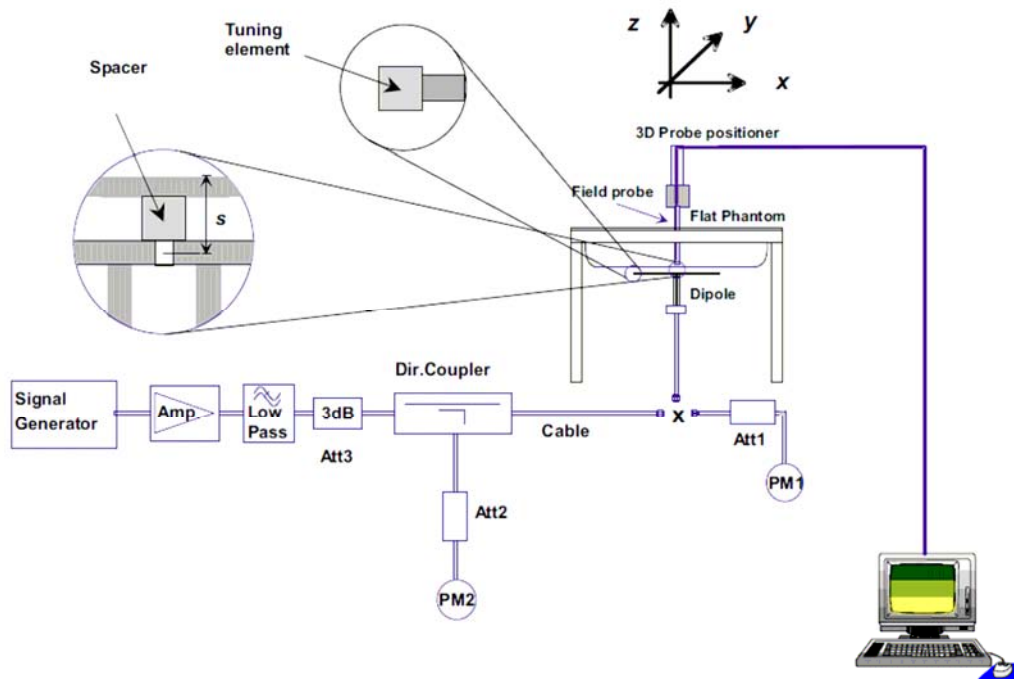 Tuning
element
Spacer
s
z
y
x
3D Probe positioner
Field probe
Flat Phantom
Dipole
Dir.Coupler
Signal
Generator
Amp
Low
Pass
3dB
Att3
Cable
x
Att1
PM1
Att2
PM2